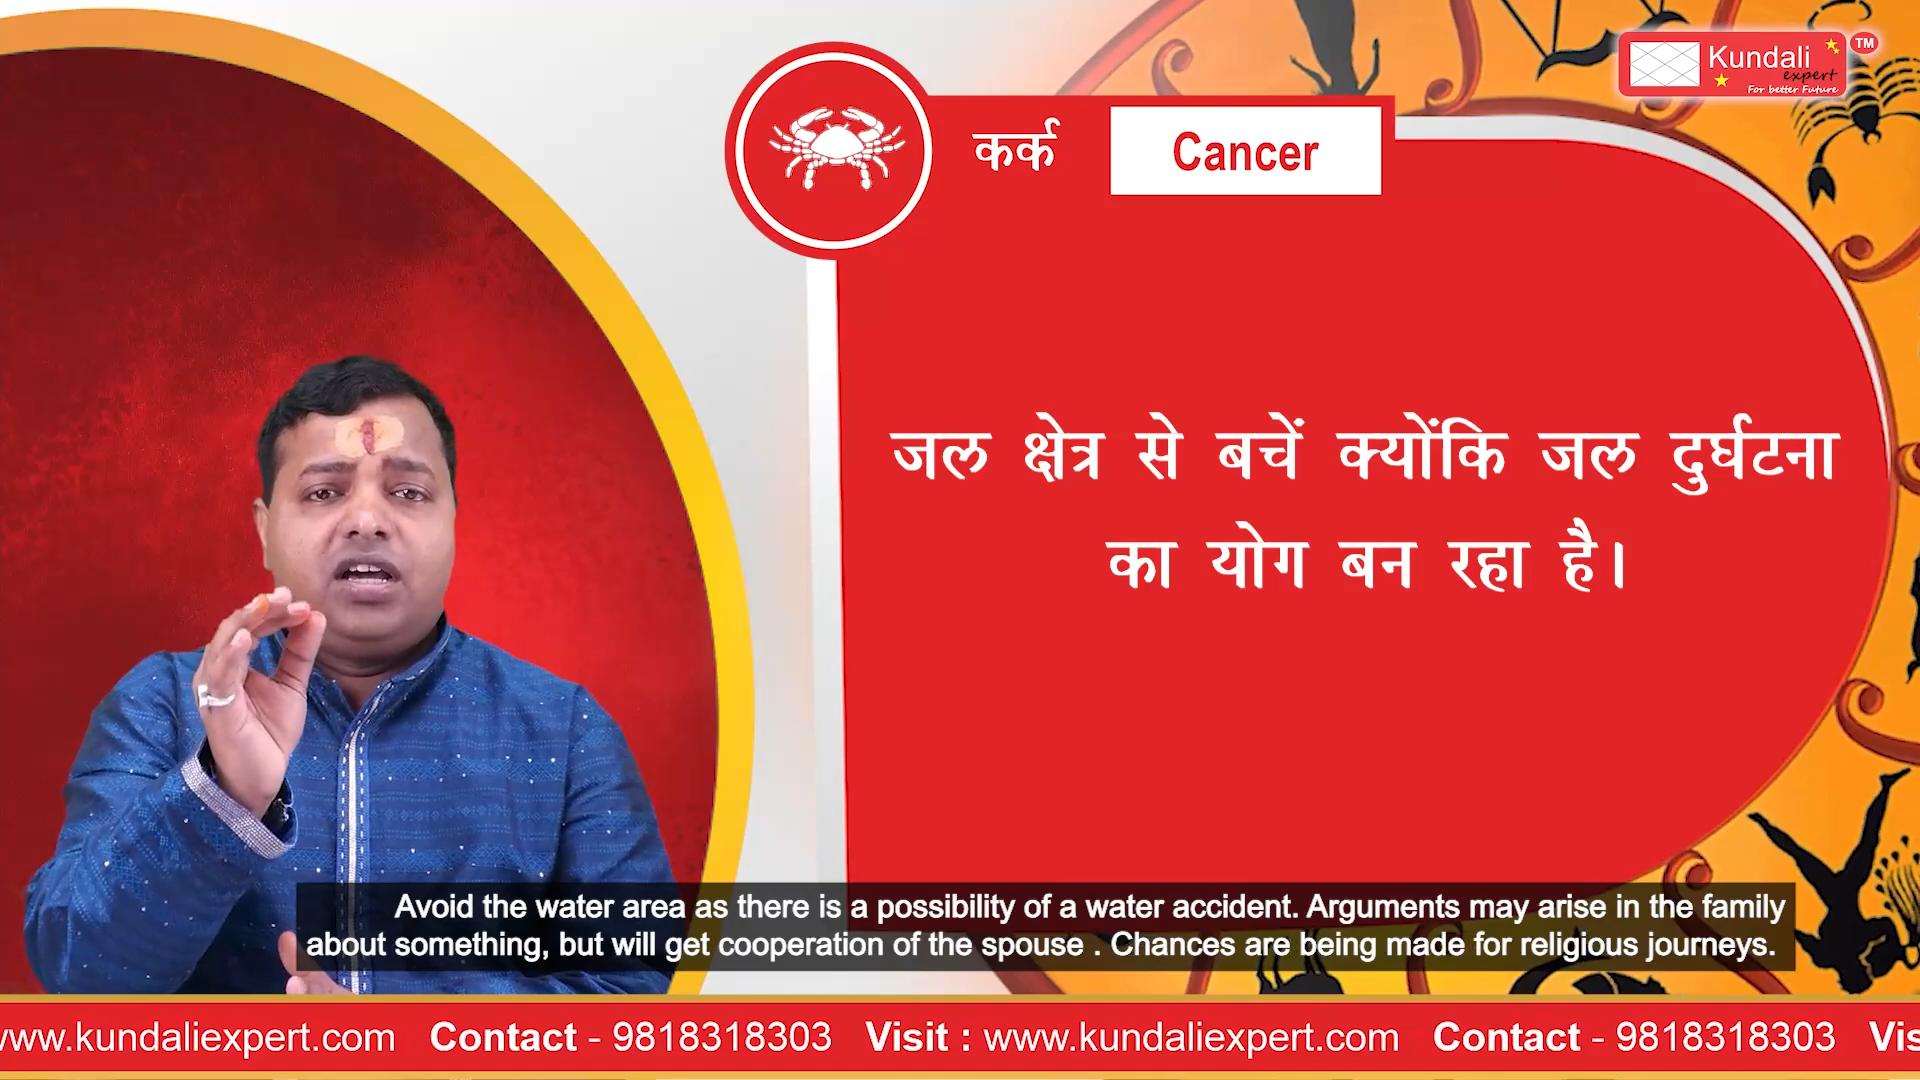 Kundali
expert
For better Future
TM
कर्क
Cancer
जल क्षेत्र से बचें क्योंकि जल दुर्घटना
का योग बन रहा है।
Avoid the water area as there is a possibility of a water accident. Arguments may arise in the family
about something, but will get cooperation of the spouse . Chances are being made for religious journeys.
www.kundaliexpert.com Contact - 9818318303 Visit : www.kundaliexpert.com Contact - 9818318303 Vis